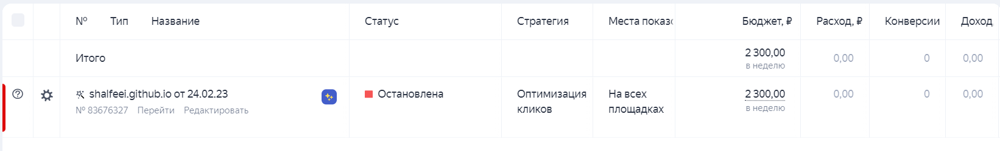 № Тип Название Статус Стратегия Места показо Бюджет, ₽ Расход, ₽ Конверсии Доход,
Итого 2 300,00 0,00 0 0,00
в неделю
shalfeei.github.io от 24.02.23 Остановлена Оптимизация На всех 2 300,00 0,00 0 0,00
№ 83676327 Перейти Редактировать кликов площадках в неделю